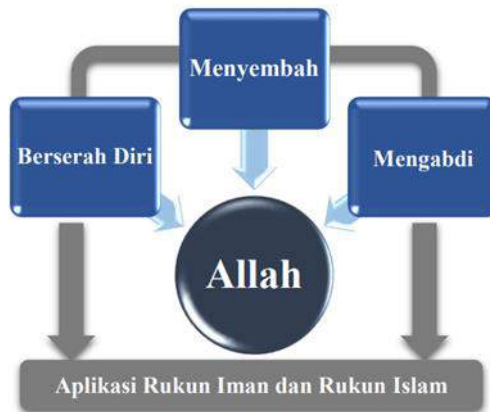 Menyembah
Berserah Diri
Mengabdi
Allah
Aplikasi Rukun Iman dan Rukun Islam